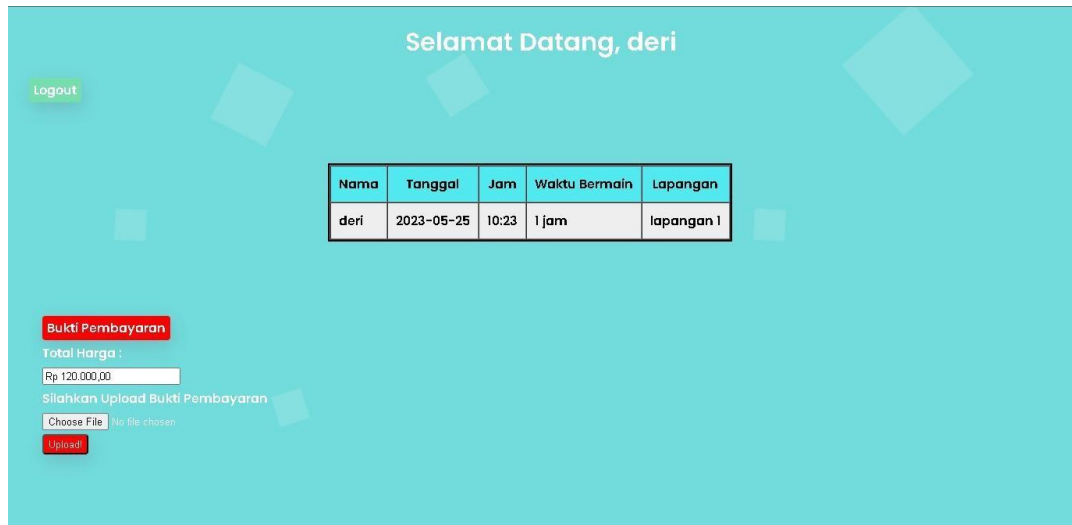 Selamat Datang, deri
Logout
Nama Tanggal Jam Waktu Bermain Lapangan
deri 2023-05-25 10:23 1 jam lapangan 1
Bukti Pembayaran
Total Harga :
Rp 120.000,00
Silahkan Upload Bukti Pembayaran
Choose File No file chosen
Upload!